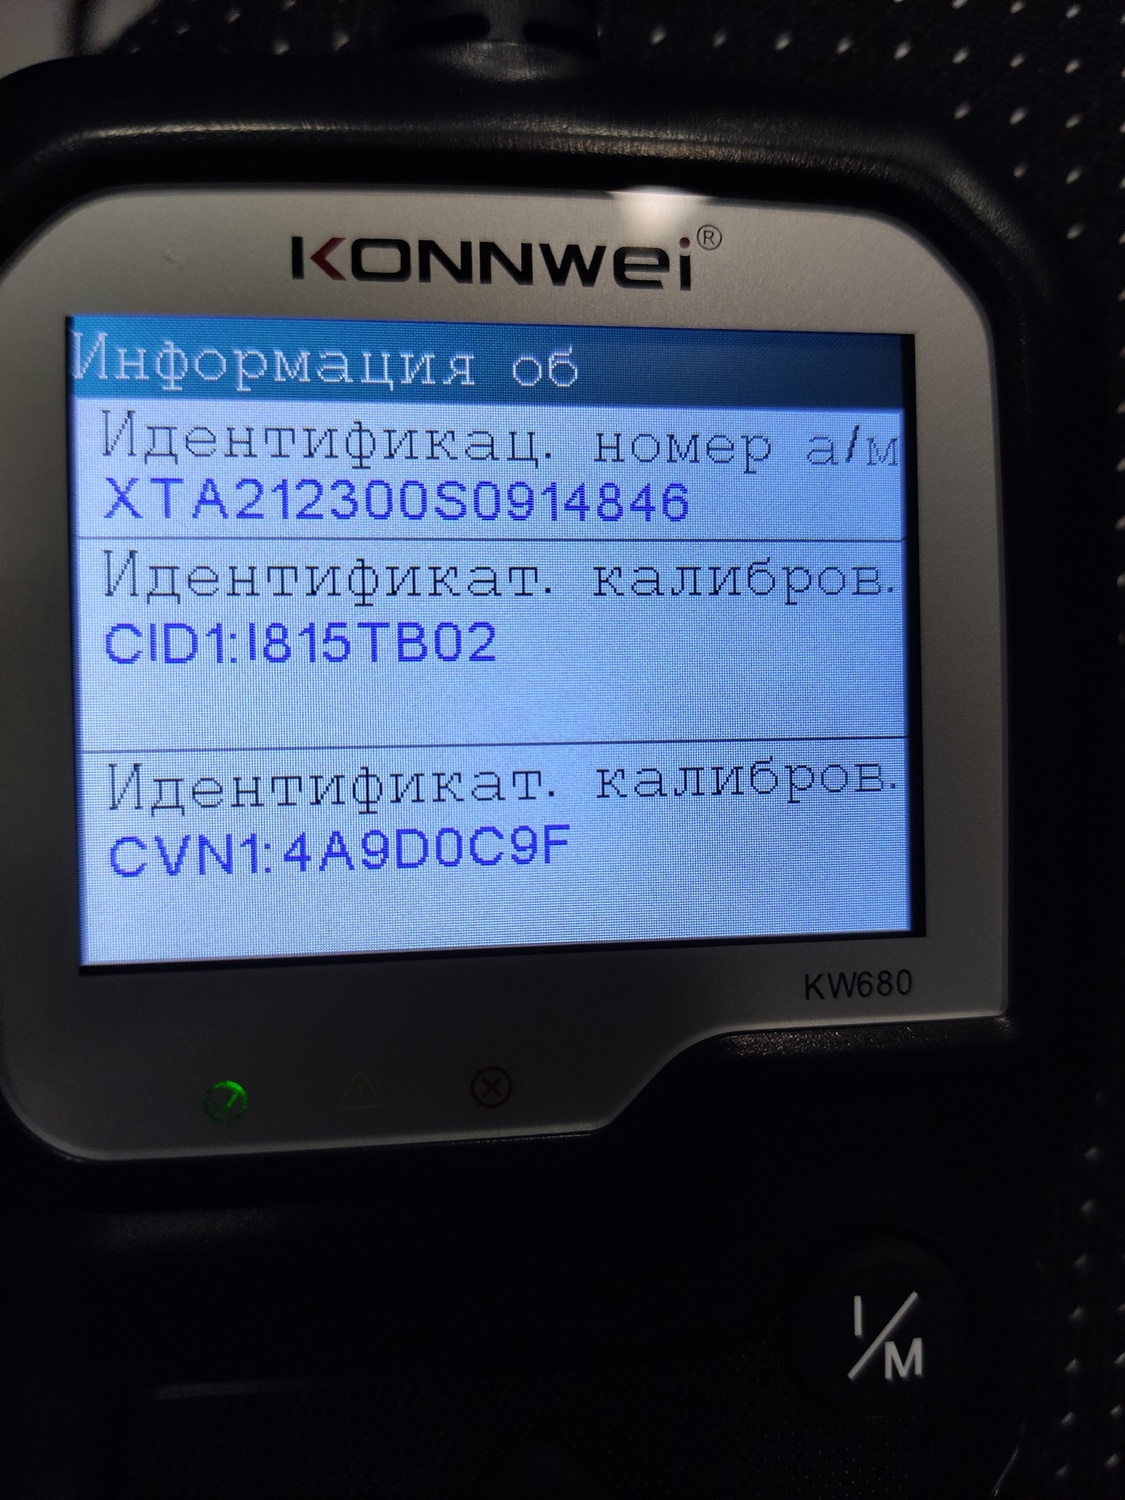 KONNWEI®
Информация об
Идентификац. номер а/м
XTA212300S0914846
Идентификат. калибров.
CID1:I815TB02
Идентификат. калибров.
CVN1:4A9D0C9F
KW680
I/M